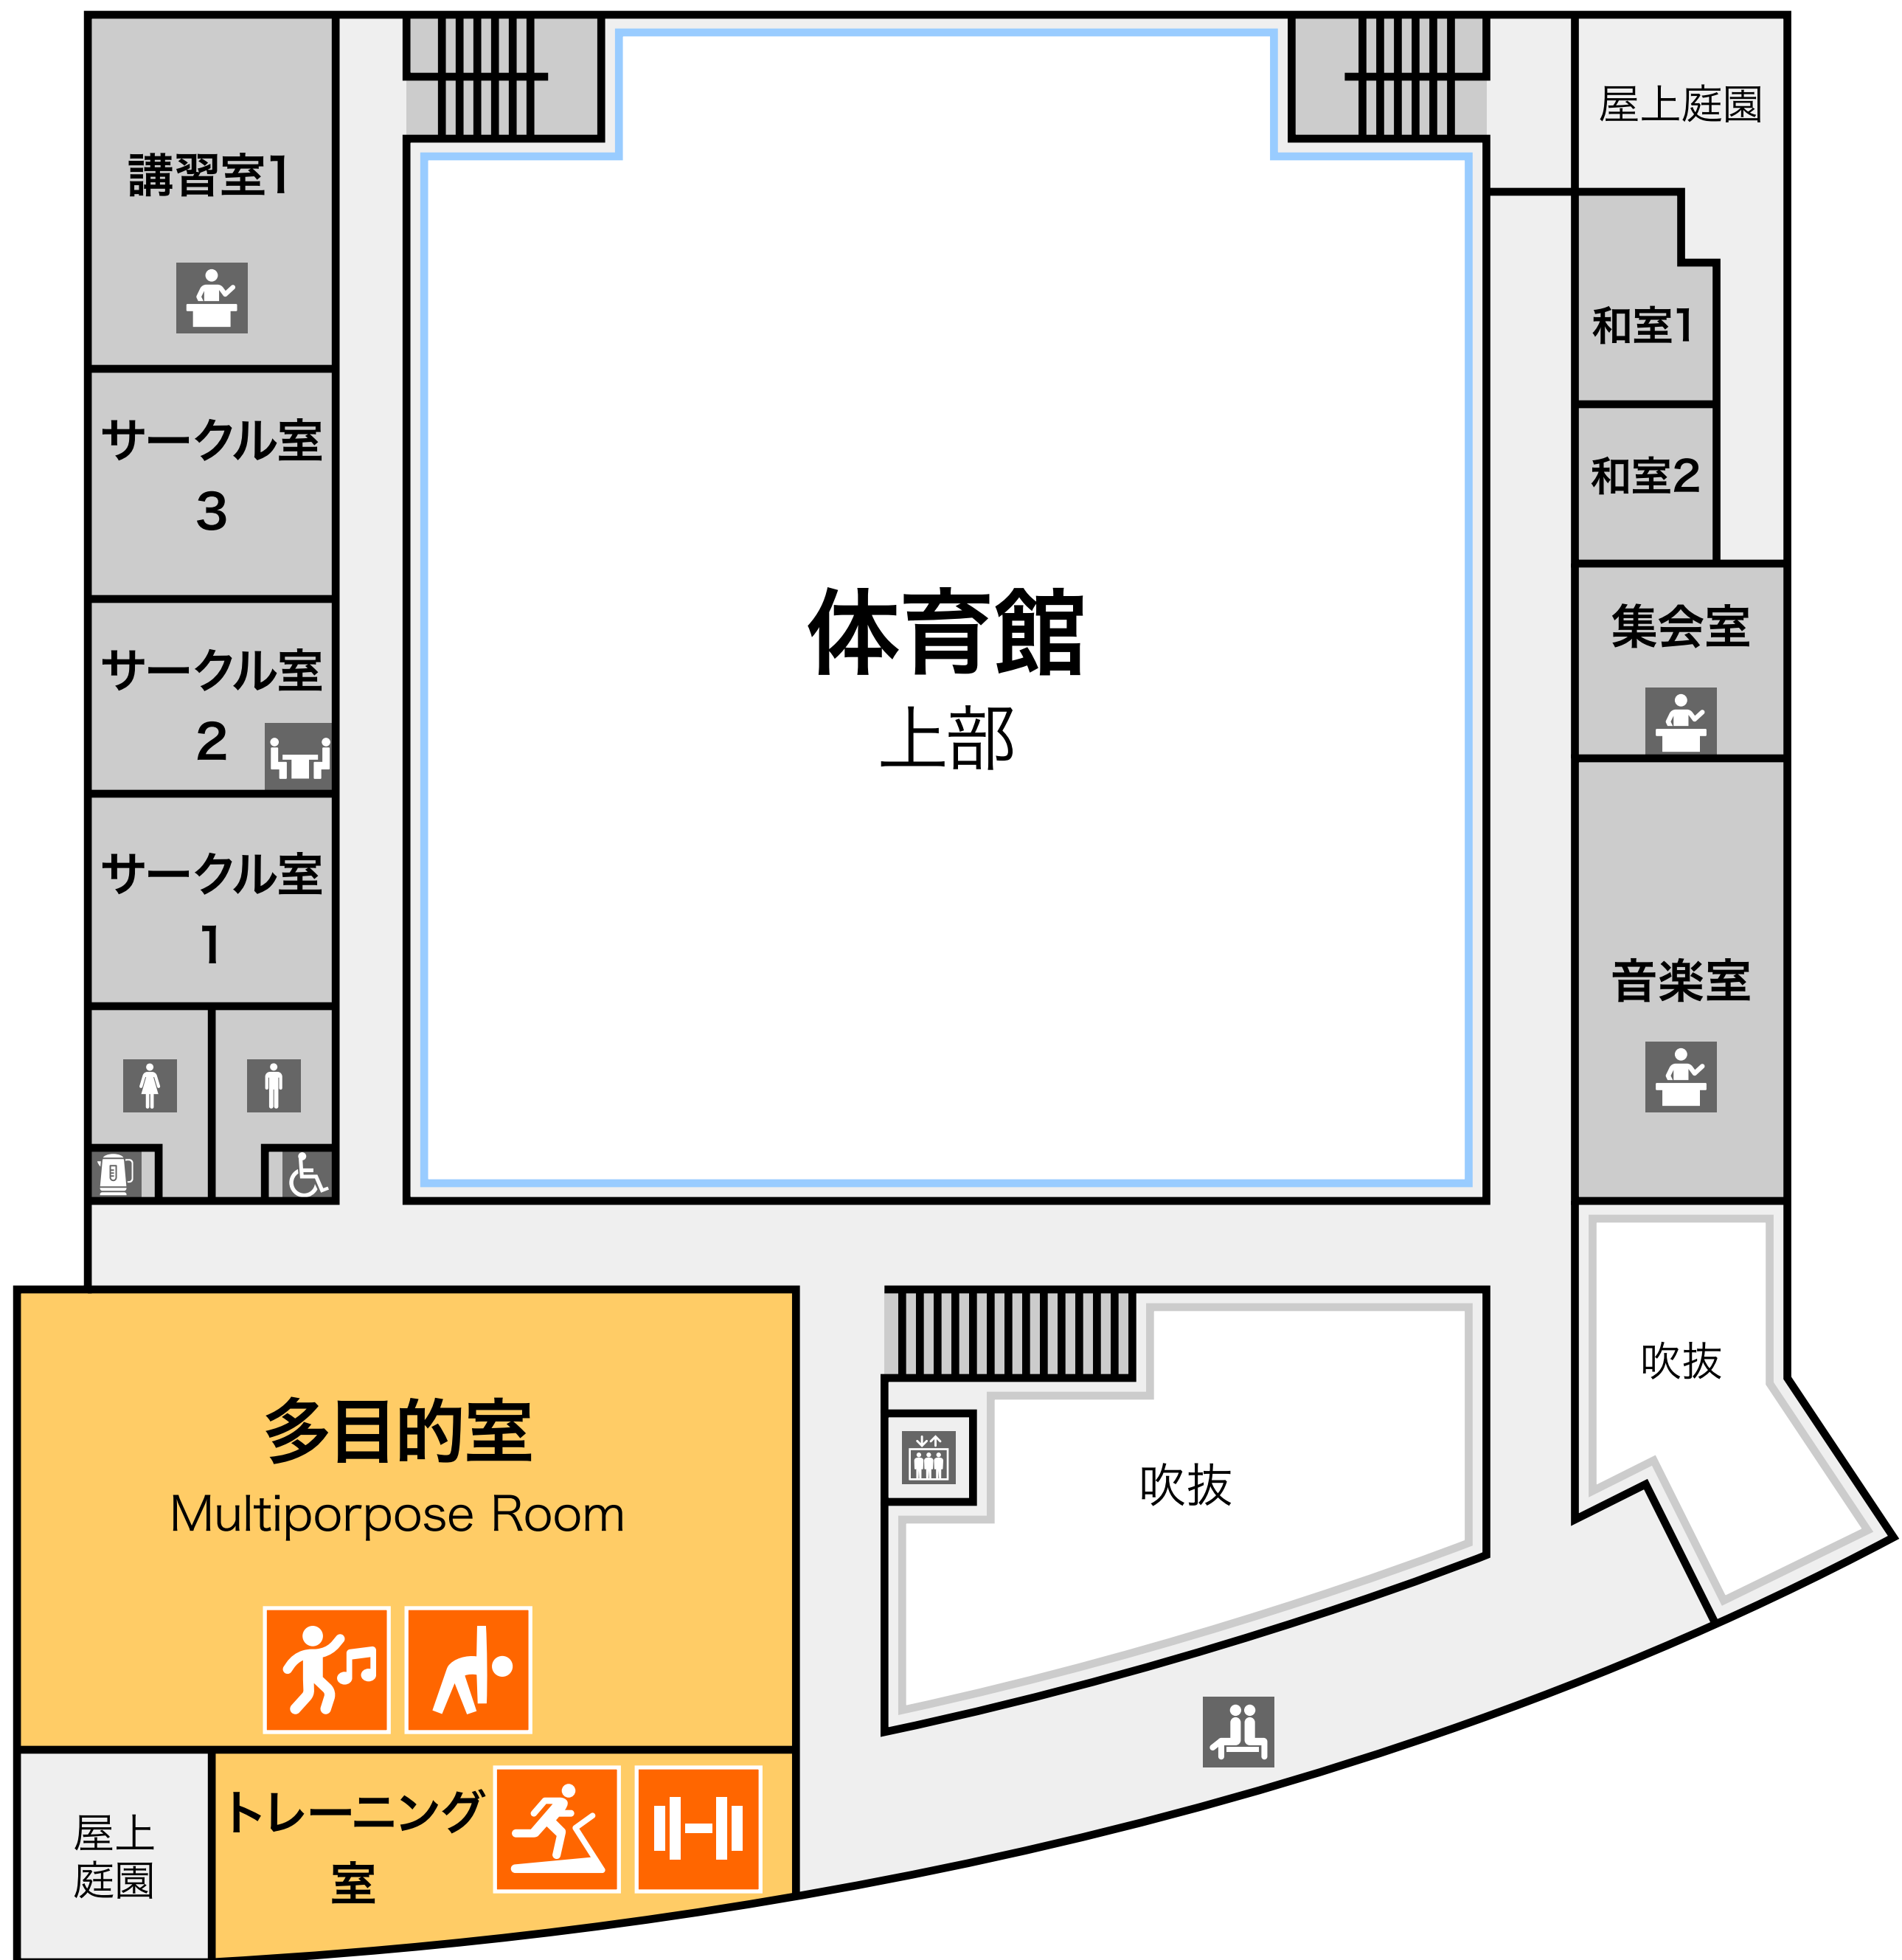 屋上庭園
講習室1
和室1
サークル室
3
和室2
体育館
上部
集会室
サークル室
2
サークル室
1
音楽室
吹抜
多目的室
Multiporpose Room
吹抜
トレーニング
室
屋上
庭園